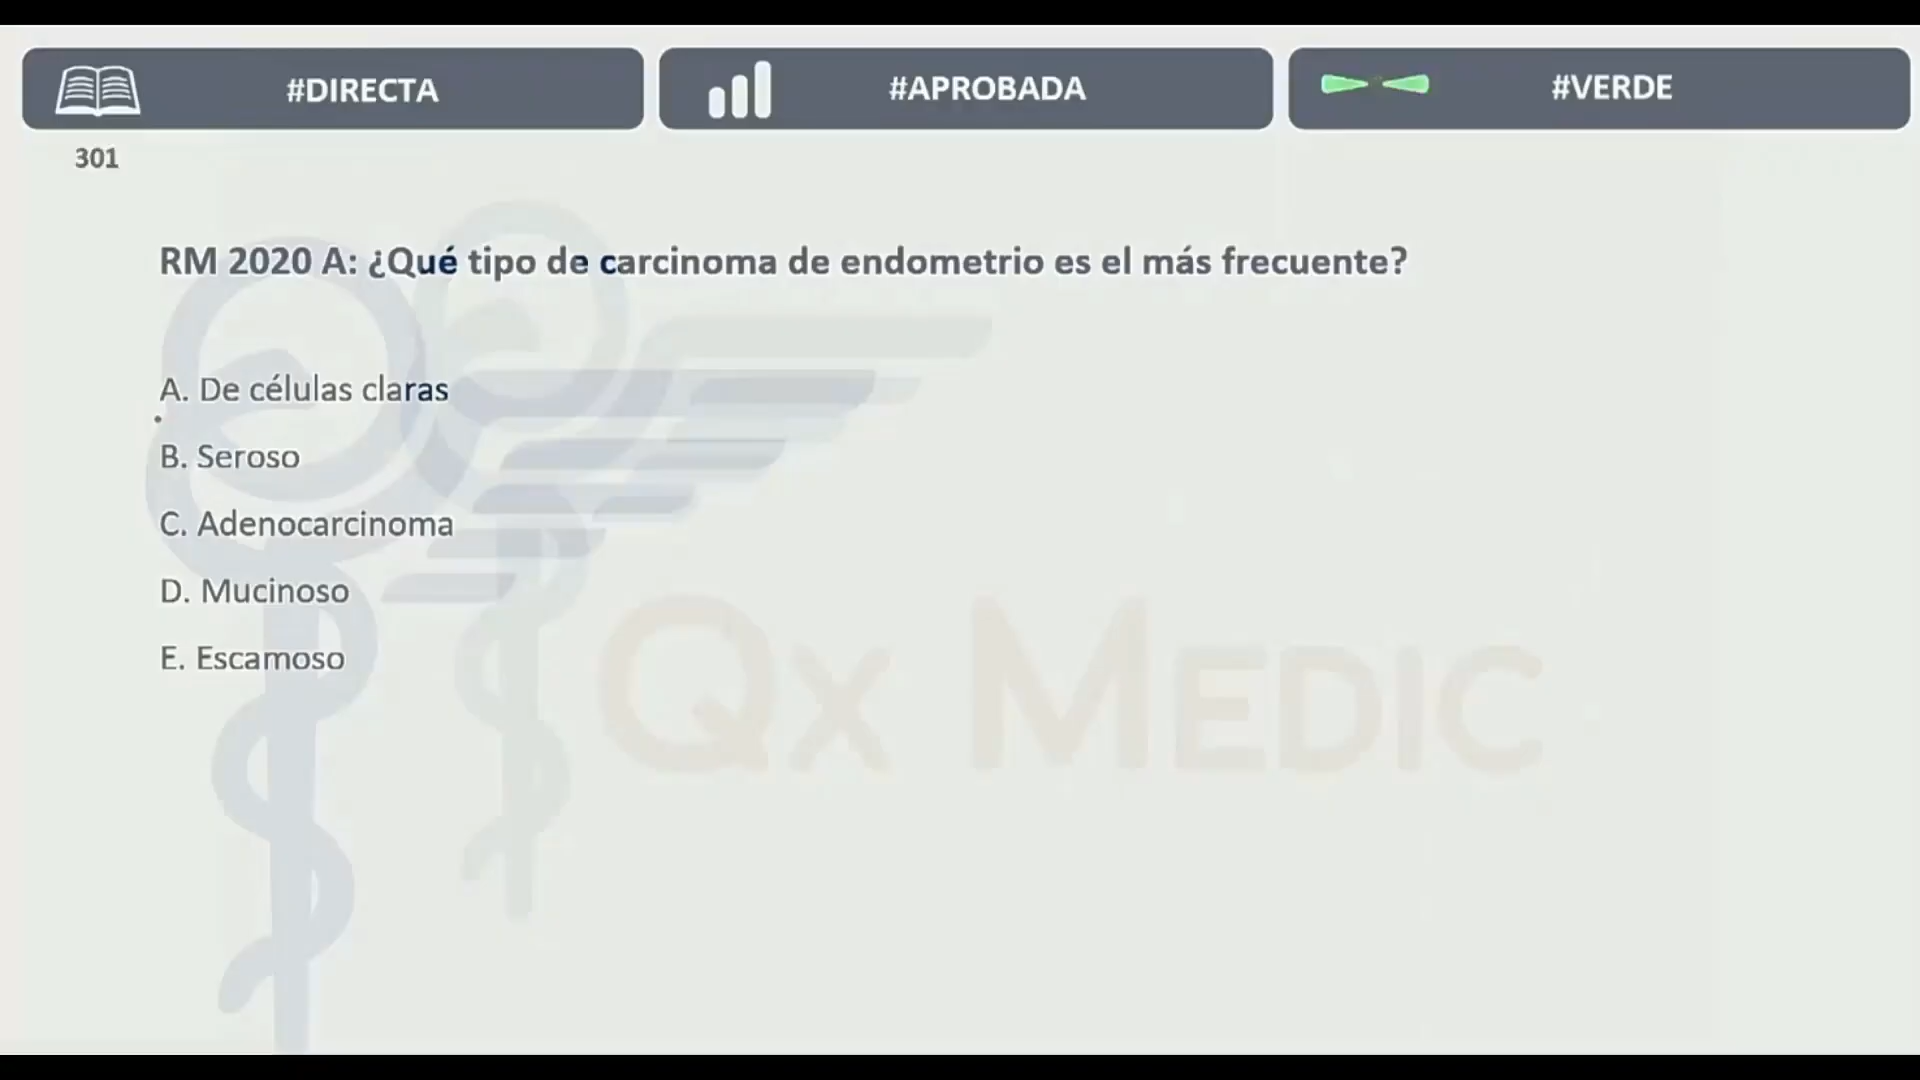 #DIRECTA
#APROBADA
#VERDE
301
RM 2020 A: ¿Qué tipo de carcinoma de endometrio es el más frecuente?
A. De células claras
B. Seroso
C. Adenocarcinoma
D. Mucinoso
E. Escamoso
QX MEDIC